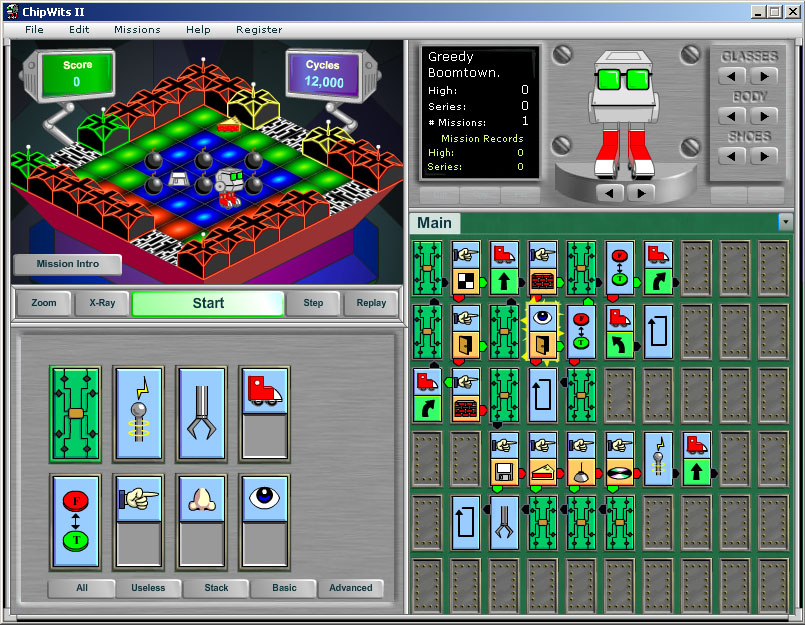 ChipWits II
File Edit Missions Help Register
Score
0
Cycles
12,000
Mission Intro
Zoom X-Ray Start Step Replay
Greedy
Boomtown.
High: 0
Series: 0
# Missions: 1
Mission Records
High: 0
Series: 0
GLASSES
BODY
SHOES
Main
F
T
F
T
F
T
All Useless Stack Basic Advanced